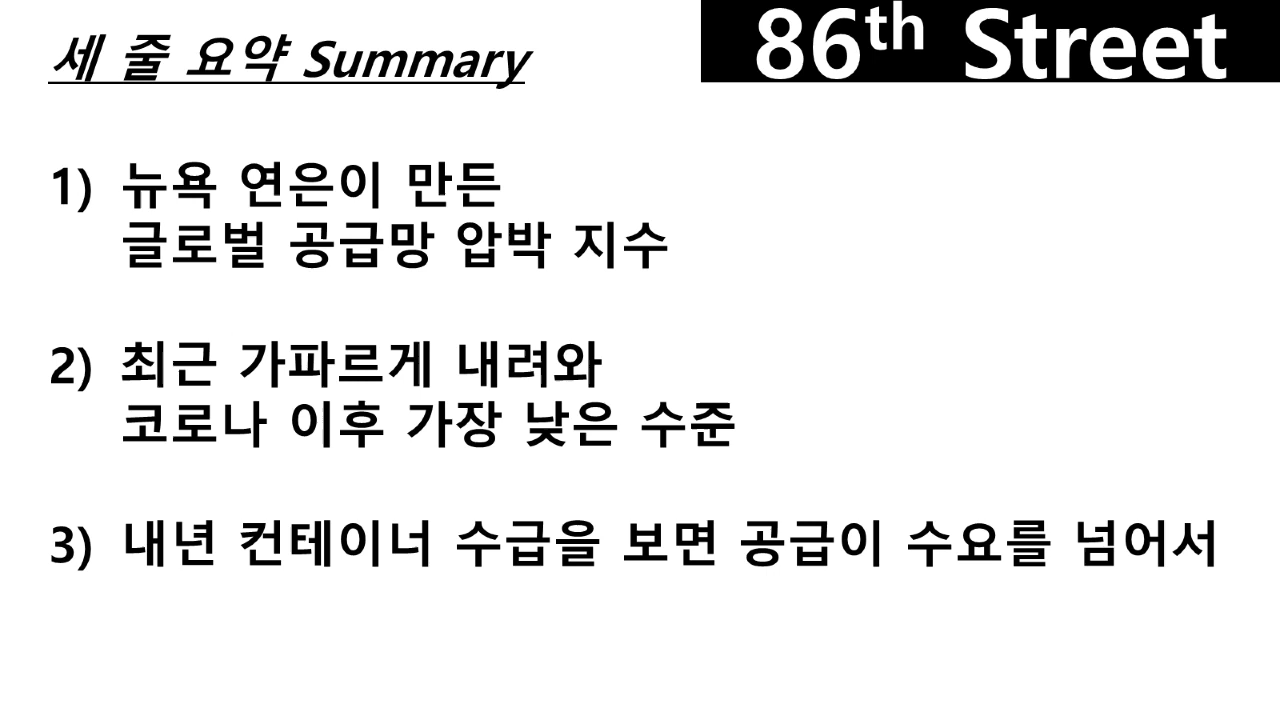 세 줄 요약 Summary
86th Street
1) 뉴욕 연은이 만든
글로벌 공급망 압박 지수
2) 최근 가파르게 내려와
코로나 이후 가장 낮은 수준
3) 내년 컨테이너 수급을 보면 공급이 수요를 넘어서